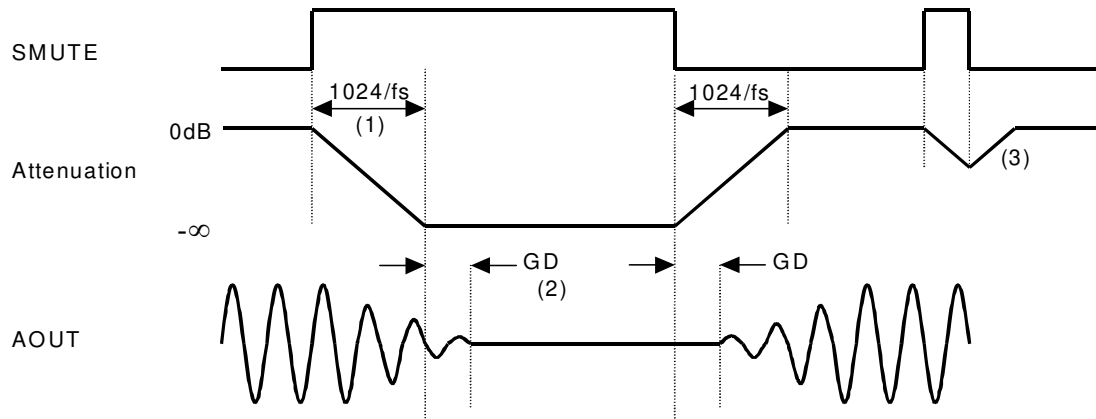 SMUTE
1024/fs
(1)
1024/fs
0dB
Attenuation
(3)
-∞
GD
(2)
GD
AOUT